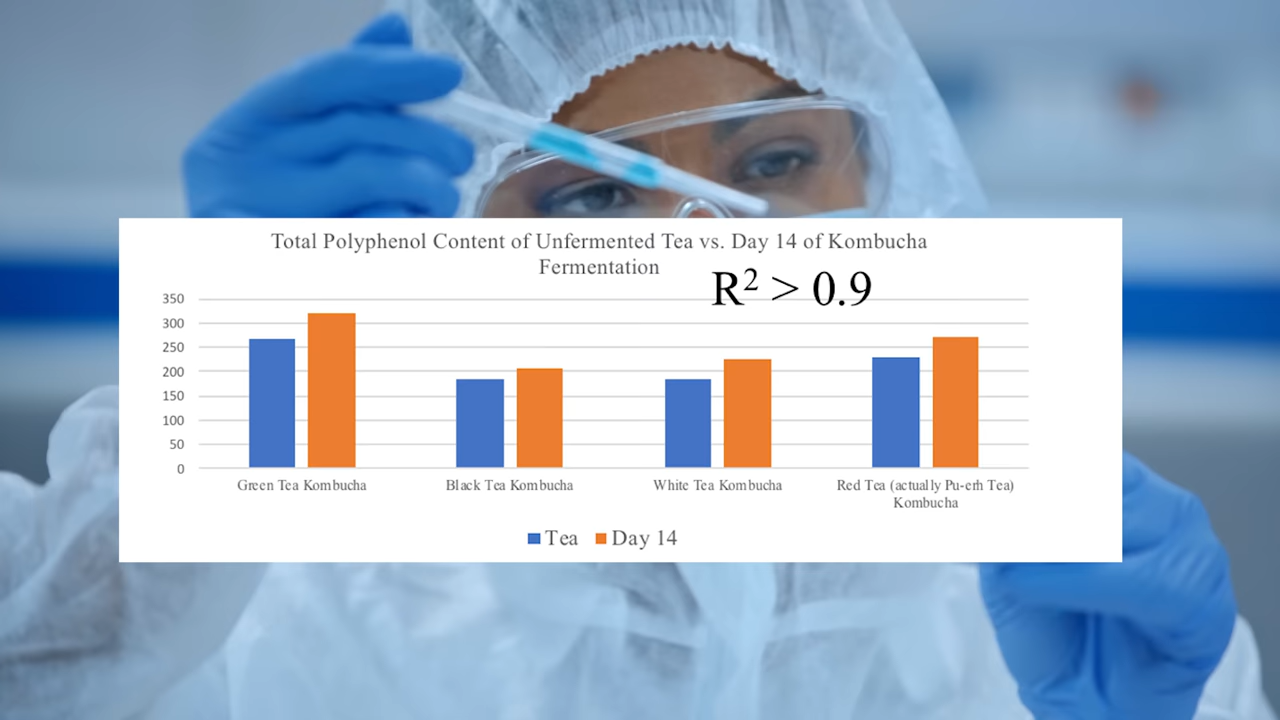 Total Polyphenol Content of Unfermented Tea vs. Day 14 of Kombucha
Fermentation
R² > 0.9
350
300
250
200
150
100
50
0
Green Tea Kombucha
Black Tea Kombucha
White Tea Kombucha
Red Tea (actually Pu-erh Tea)
Kombucha
Tea
Day 14